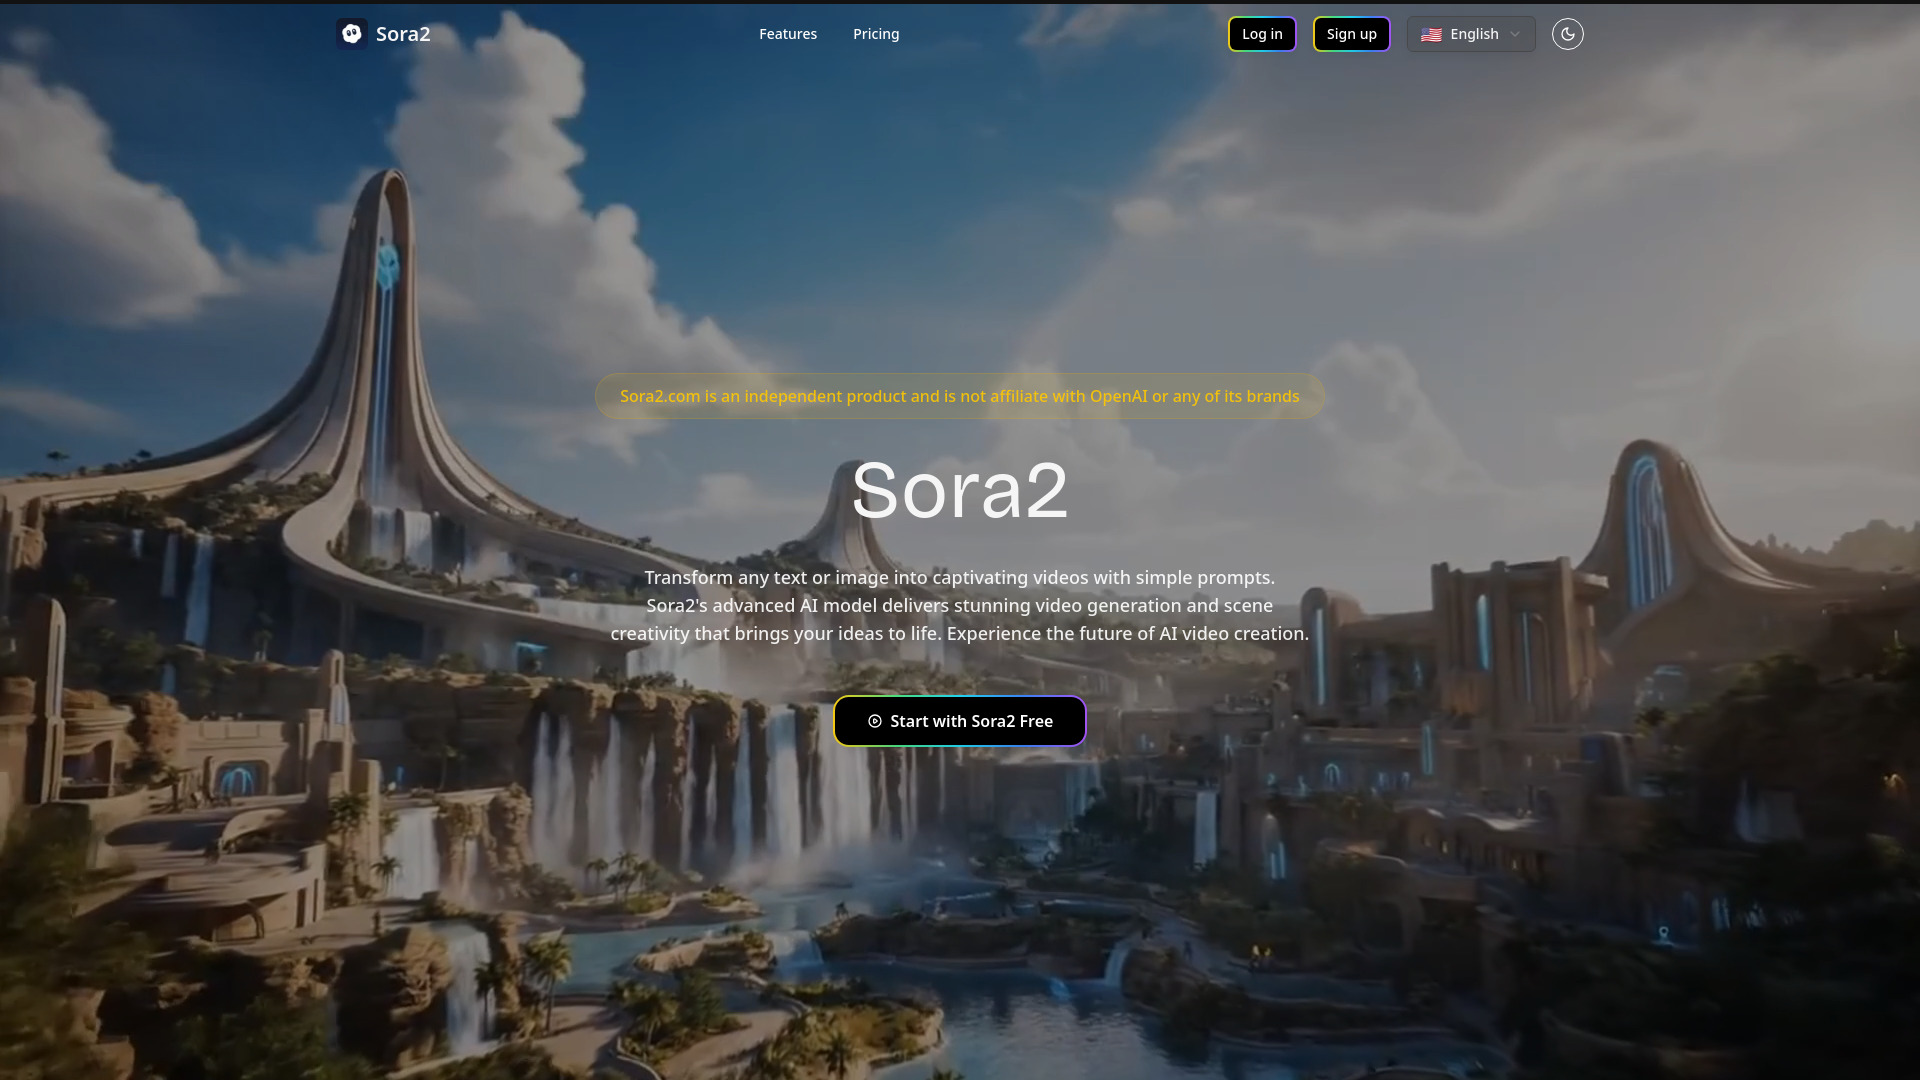 Sora2
Features
Pricing
Log in
Sign up
English
Sora2.com is an independent product and is not affiliate with OpenAI or any of its brands
Sora2
Transform any text or image into captivating videos with simple prompts.
Sora2's advanced AI model delivers stunning video generation and scene
creativity that brings your ideas to life. Experience the future of AI video creation.
Start with Sora2 Free